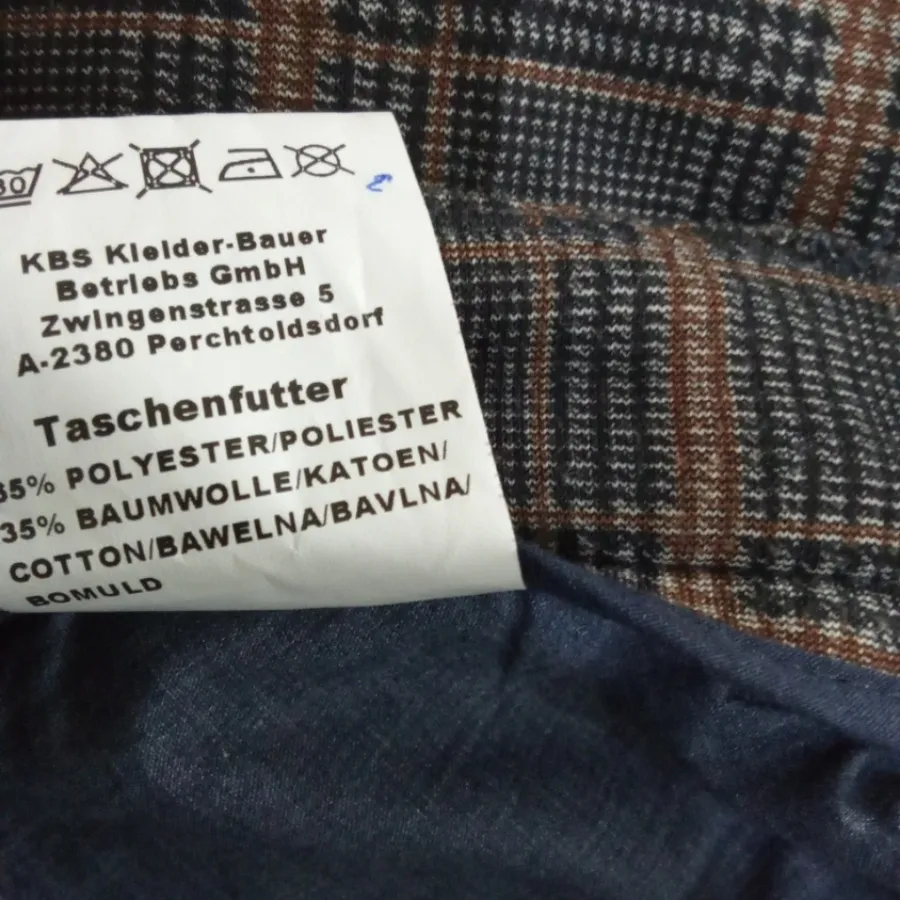 30
KBS Kleider-Bauer
Betriebs GmbH
Zwingenstrasse 5
A-2380 Perchtoldsdorf
Taschenfutter
65% POLYESTER/POLIESTER
35% BAUMWOLLE/KATOEN/
COTTON/BAWELNA/BAVLNA/
BOMULD